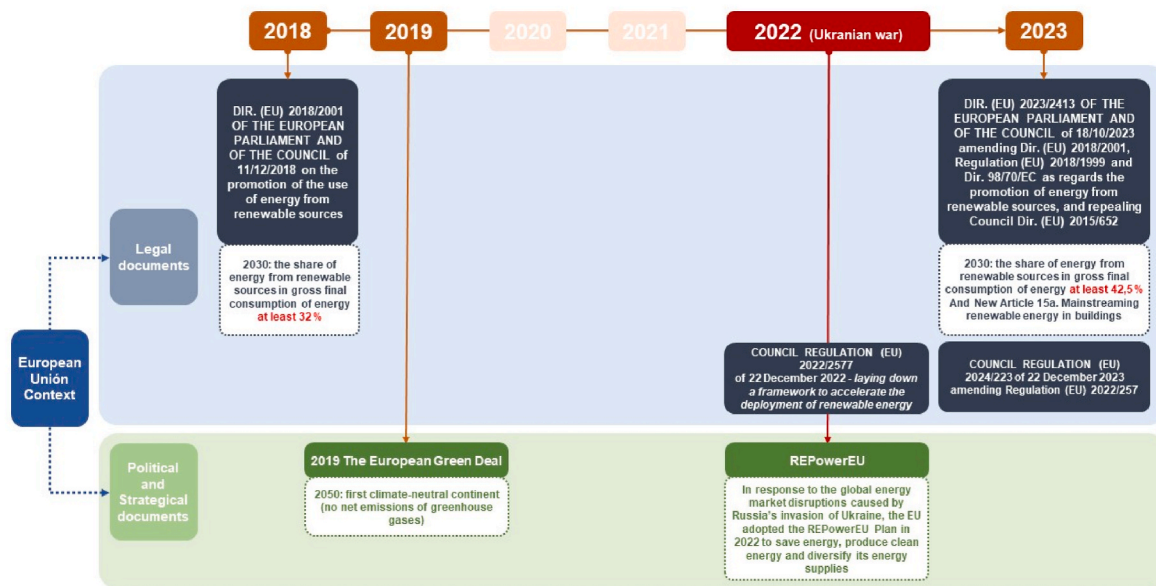 2018
2019
2020
2021
2022 (Ukranian war)
2023
DIR. (EU) 2018/2001
OF THE EUROPEAN
PARLIAMENT AND
OF THE COUNCIL of
11/12/2018 on the
promotion of the use
of energy from
renewable sources
DIR. (EU) 2023/2413 OF THE
EUROPEAN PARLIAMENT AND
OF THE COUNCIL of 18/10/2023
amending Dir. (EU) 2018/2001,
Regulation (EU) 2018/1999 and
Dir. 98/70/EC as regards the
promotion of energy from
renewable sources, and repealing
Council Dir. (EU) 2015/652
Legal
documents
2030: the share of
energy from renewable
sources in gross final
consumption of energy
at least 32%
2030: the share of energy from
renewable sources in gross final
consumption of energy at least 42,5%
And New Article 15a. Mainstreaming
renewable energy in buildings
European
Unión
Context
COUNCIL REGULATION (EU)
2022/2577
of 22 December 2022 - laying down
a framework to accelerate the
deployment of renewable energy
COUNCIL REGULATION (EU)
2024/223 of 22 December 2023
amending Regulation (EU) 2022/257
Political
and
Strategical
documents
2019 The European Green Deal
2050: first climate-neutral continent
(no net emissions of greenhouse
gases)
REPowerEU
In response to the global energy
market disruptions caused by
Russia's invasion of Ukraine, the EU
adopted the REPowerEU Plan in
2022 to save energy, produce clean
energy and diversify its energy
supplies